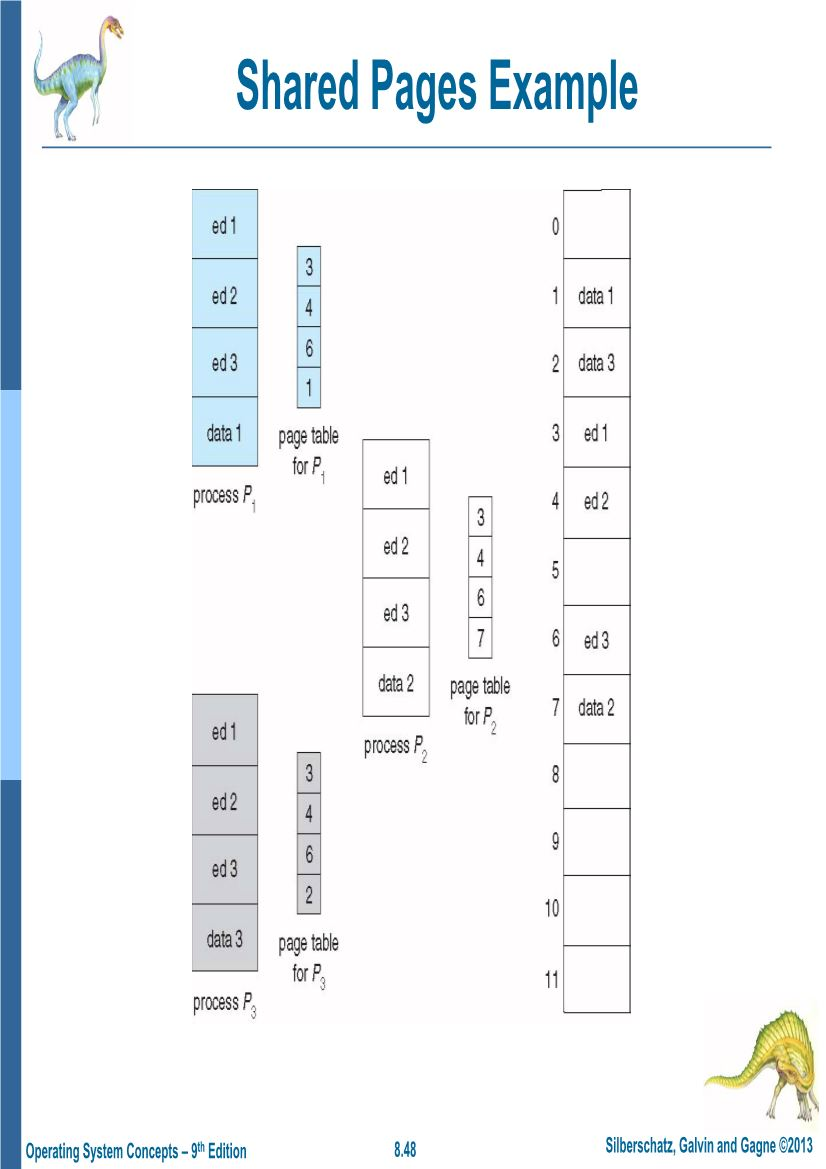 Shared Pages Example
ed 1
ed 2
ed 3
data 1
process P1
3
4
6
1
page table
for P1
ed 1
ed 2
ed 3
data 2
process P2
3
4
6
7
page table
for P2
ed 1
ed 2
ed 3
data 3
process P3
3
4
6
2
page table
for P3
0
1 data 1
2 data 3
3 ed 1
4 ed 2
5
6 ed 3
7 data 2
8
9
10
11
Operating System Concepts – 9th Edition
8.48
Silberschatz, Galvin and Gagne ©2013